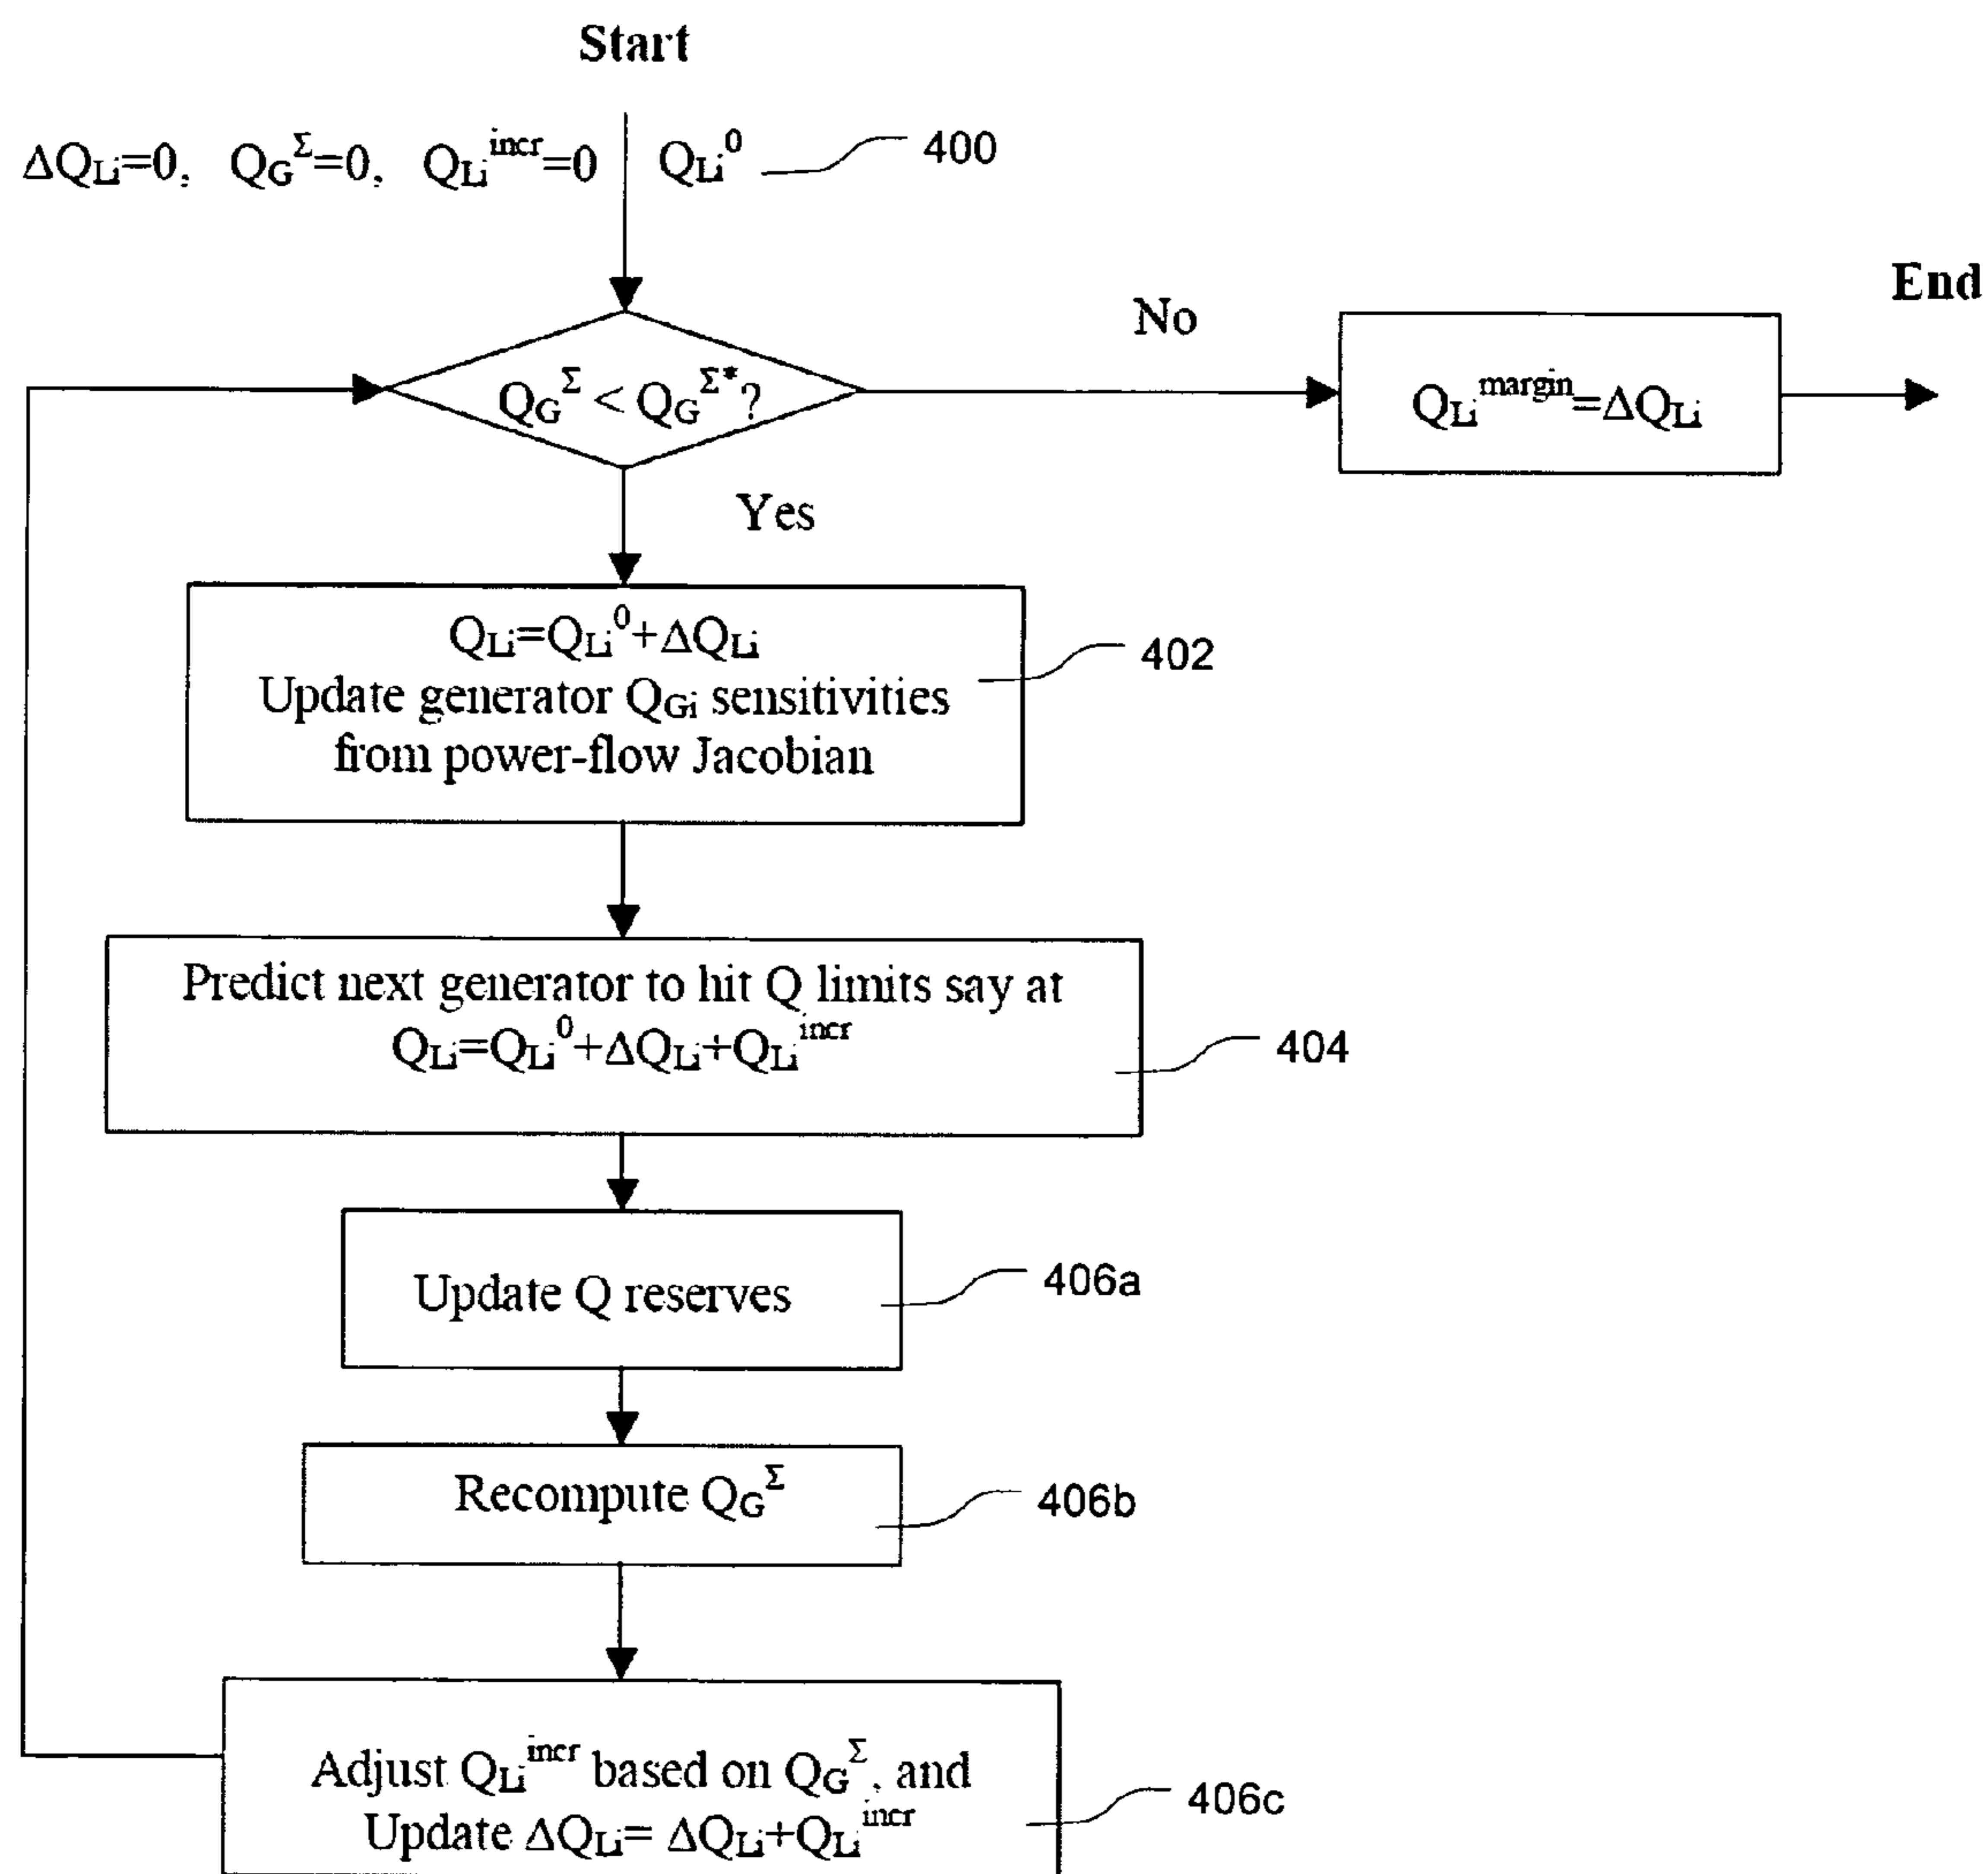 Start
ΔQLi=0, QG^Σ=0, QLi^incr=0 QLi^0 400
QG^Σ < QG^Σ*?
No
QLi^margin=ΔQLi
End
Yes
QLi=QLi^0+ΔQLi
Update generator QGi sensitivities
from power-flow Jacobian
402
Predict next generator to hit Q limits say at
QLi=QLi^0+ΔQLi+QLi^incr
404
Update Q reserves
406a
Recompute QG^Σ
406b
Adjust QLi^incr based on QG^Σ, and
Update ΔQLi= ΔQLi+QLi^incr
406c